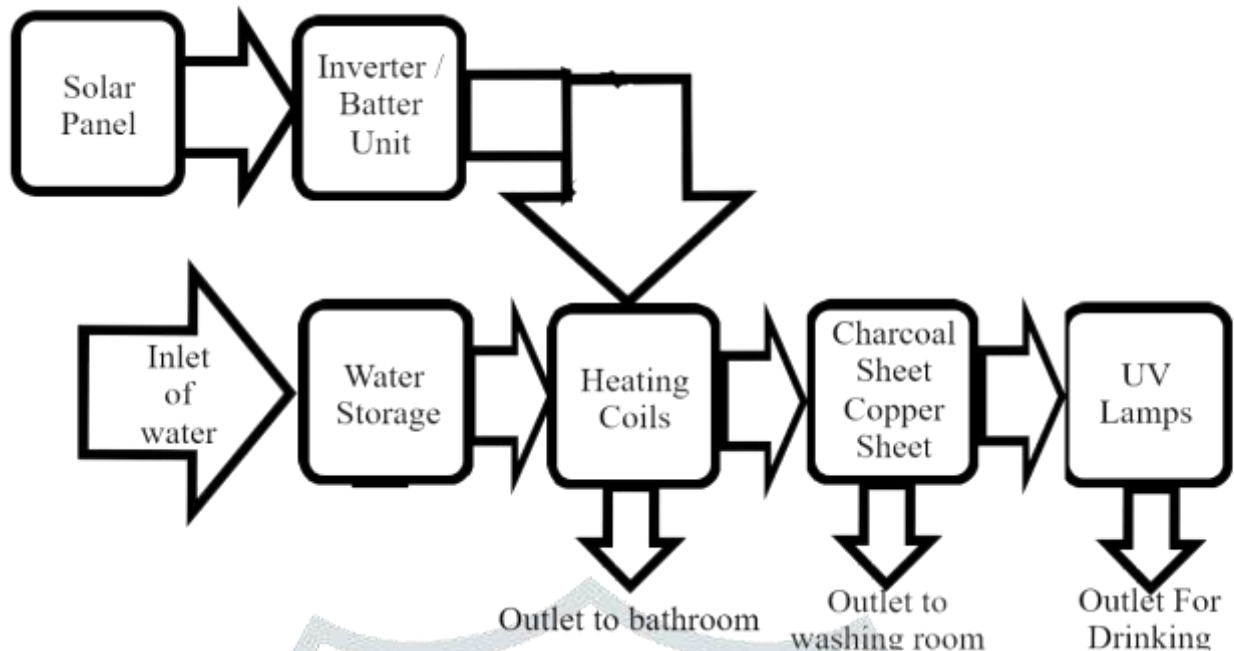 Solar
Panel
Inverter /
Batter
Unit
Inlet
of
water
Water
Storage
Heating
Coils
Charcoal
Sheet
Copper
Sheet
UV
Lamps
Outlet to bathroom
Outlet to
washing room
Outlet For
Drinking